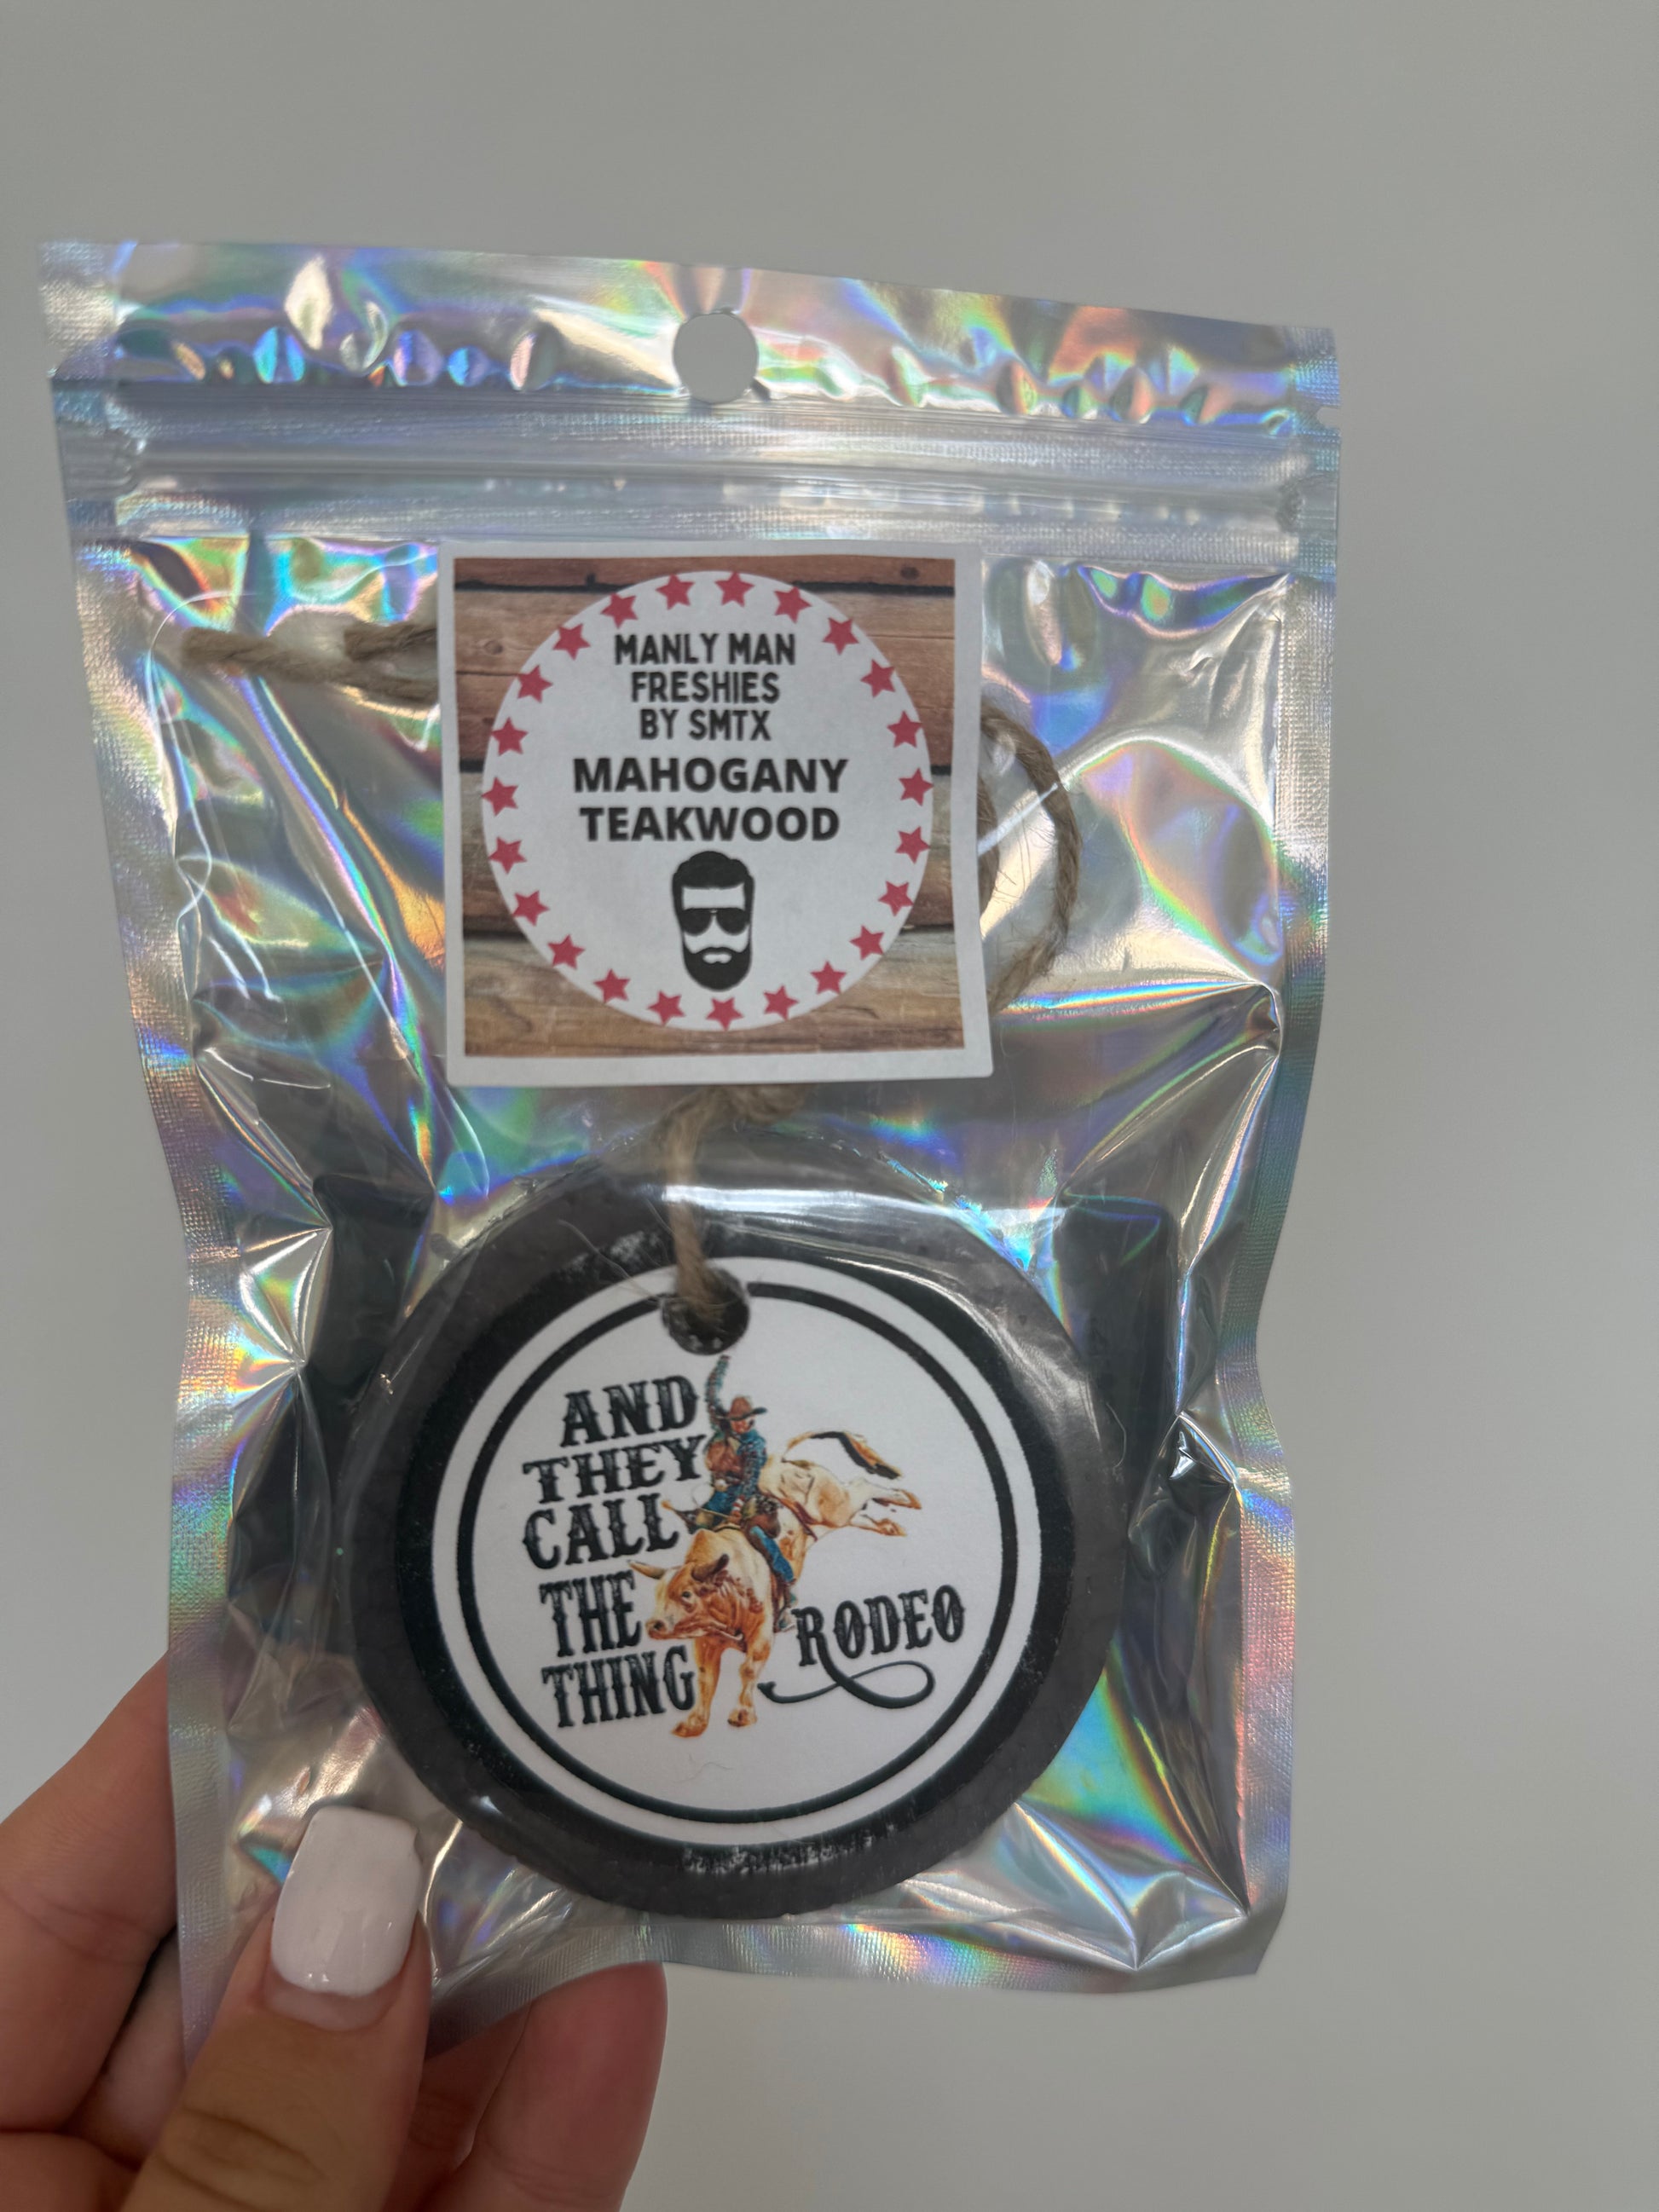 MANLY MAN
FRESHIES
BY SMTX
MAHOGANY
TEAKWOOD
AND
THEY
CALL
THE
THING
RODEO